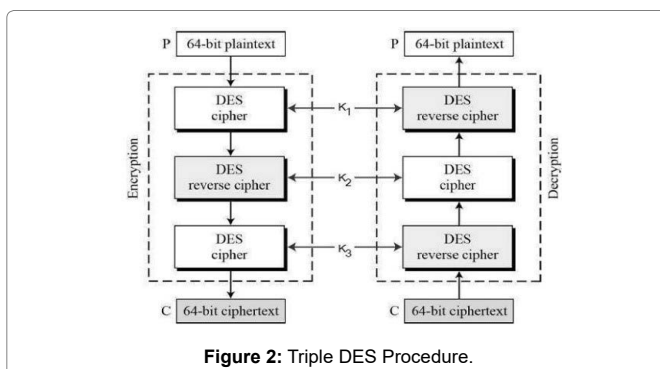 P 64-bit plaintext
P 64-bit plaintext
Encryption
DES
cipher
K1
DES
reverse cipher
DES
reverse cipher
K2
DES
cipher
DES
cipher
K3
DES
reverse cipher
Decryption
C 64-bit ciphertext
C 64-bit ciphertext
Figure 2: Triple DES Procedure.